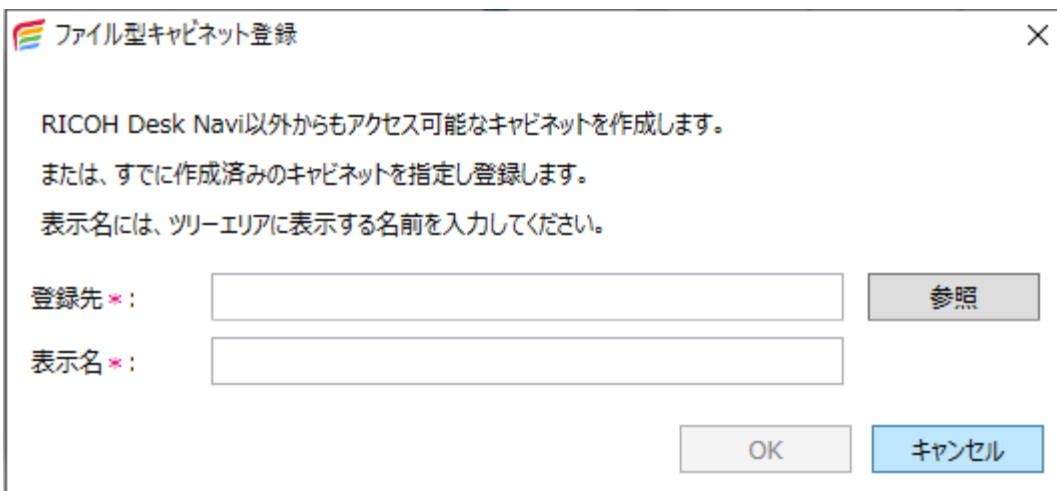 ファイル型キャビネット登録
RICOH Desk Navi以外からもアクセス可能なキャビネットを作成します。
または、すでに作成済みのキャビネットを指定し登録します。
表示名には、ツリーエリアに表示する名前を入力してください。
登録先*: 参照
表示名*:
OK キャンセル